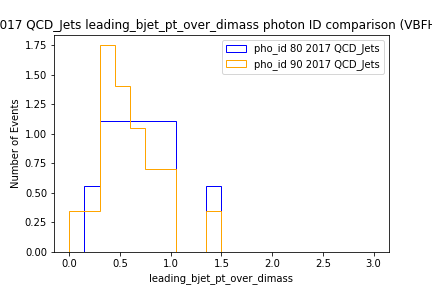 017 QCD_Jets leading_bjet_pt_over_dimass photon ID comparison (VBFH
pho_id 80 2017 QCD_Jets
pho_id 90 2017 QCD_Jets
Number of Events
1.75
1.50
1.25
1.00
0.75
0.50
0.25
0.00
0.0 0.5 1.0 1.5 2.0 2.5 3.0
leading_bjet_pt_over_dimass